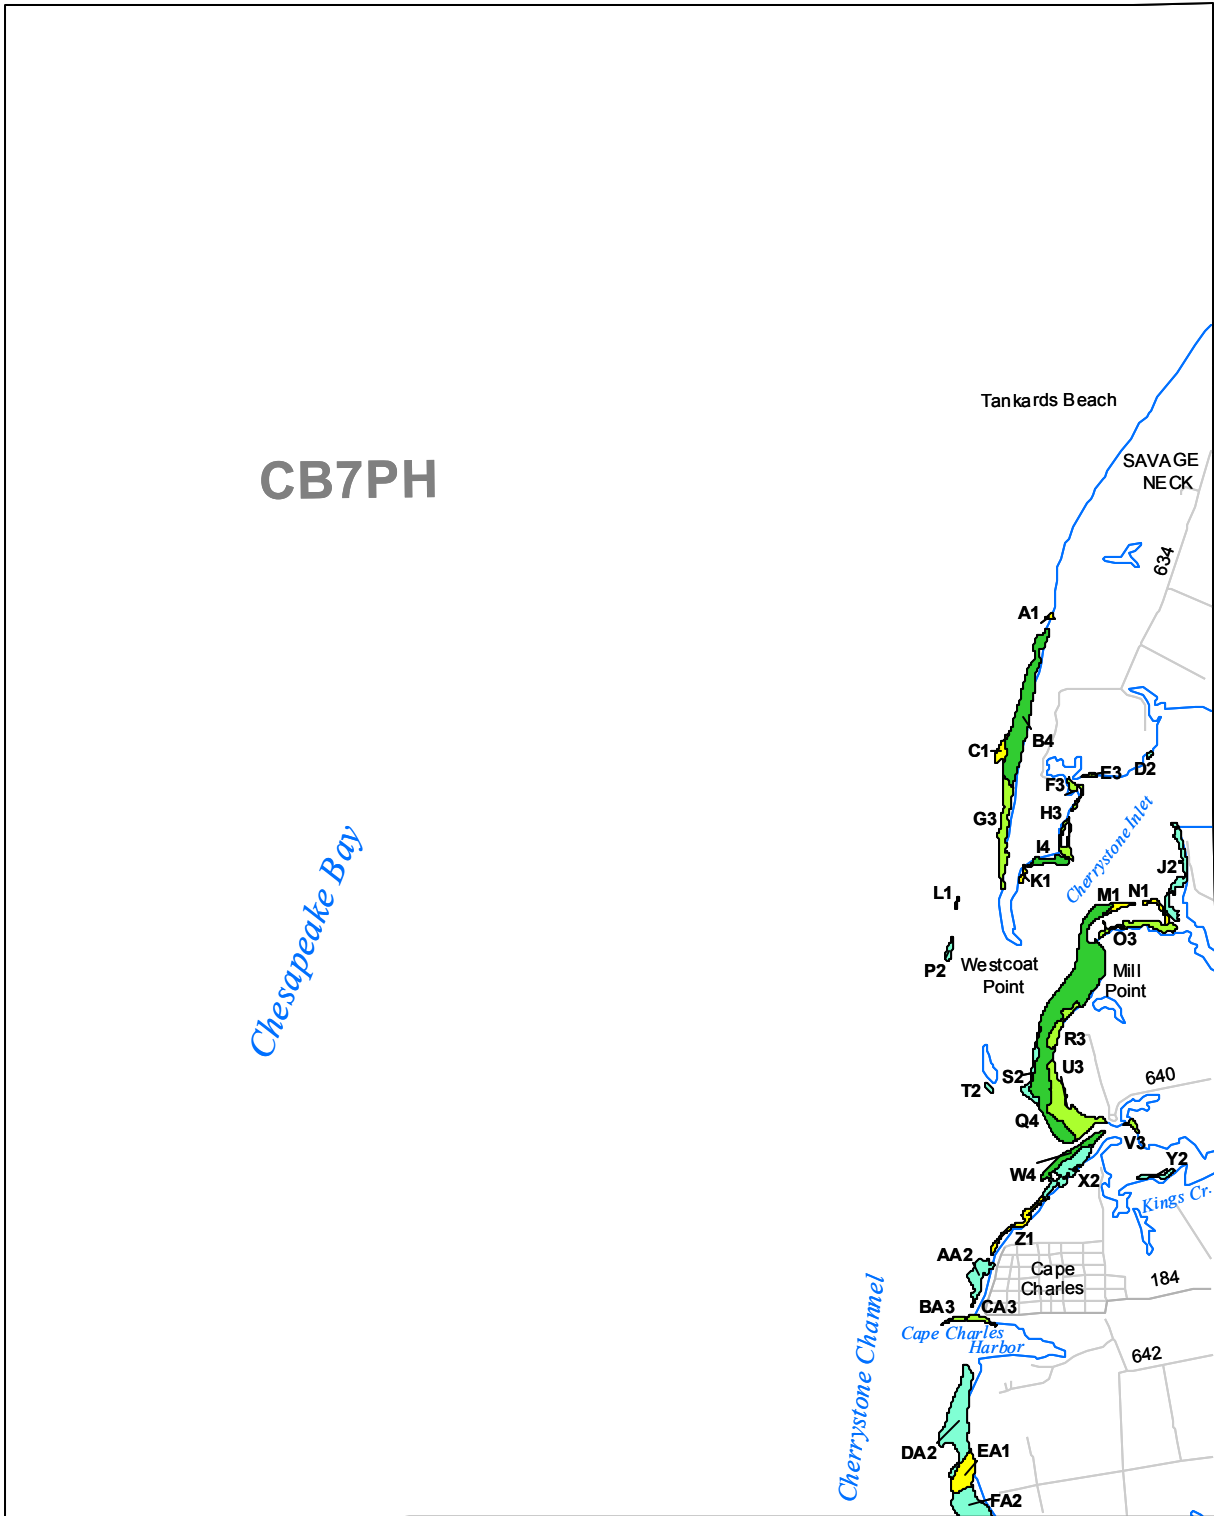 Tankards Beach
CB7PH
SAVAGE
NECK
634
A1
C1
B4
D2
E3
F3
G3
H3
Cherrystone Inlet
I4
J2
K1
L1
M1
N1
O3
P2
Westcoat
Point
Mill
Point
Chesapeake Bay
R3
S2
U3
T2
640
Q4
V3
W4
X2
Y2
Kings Cr.
Z1
AA2
Cape
Charles
184
BA3
CA3
Cape Charles
Harbor
642
Cherrystone Channel
DA2
EA1
FA2